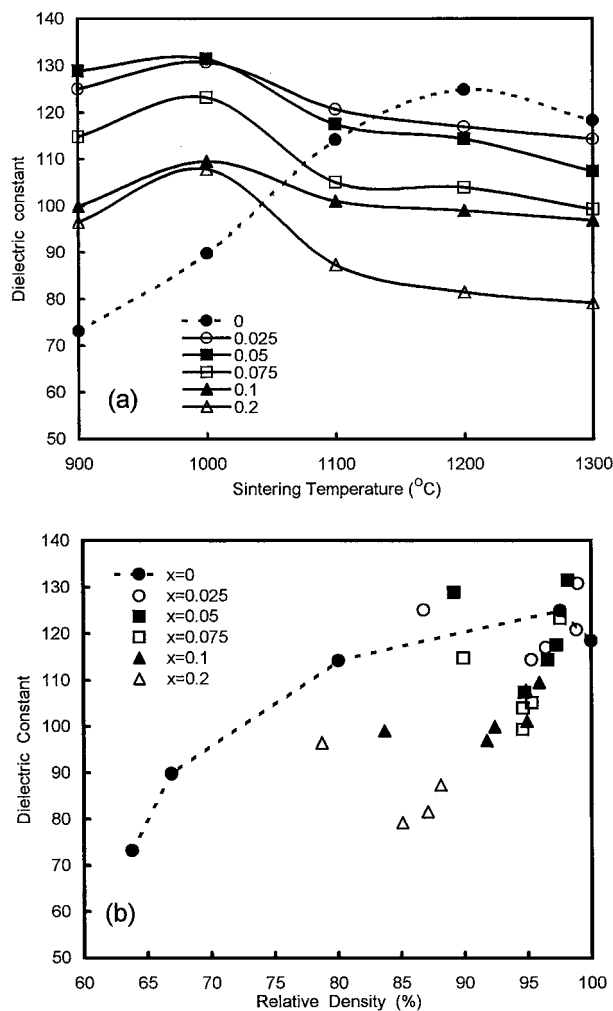 140
130
120
110
100
90
80
70
60
50
Dielectric constant
0
0.025
0.05
0.075
0.1
0.2
(a)
900 1000 1100 1200 1300
Sintering Temperature (°C)
140
130
120
110
100
90
80
70
60
50
Dielectric Constant
x=0
x=0.025
x=0.05
x=0.075
x=0.1
x=0.2
(b)
60 65 70 75 80 85 90 95 100
Relative Density (%)